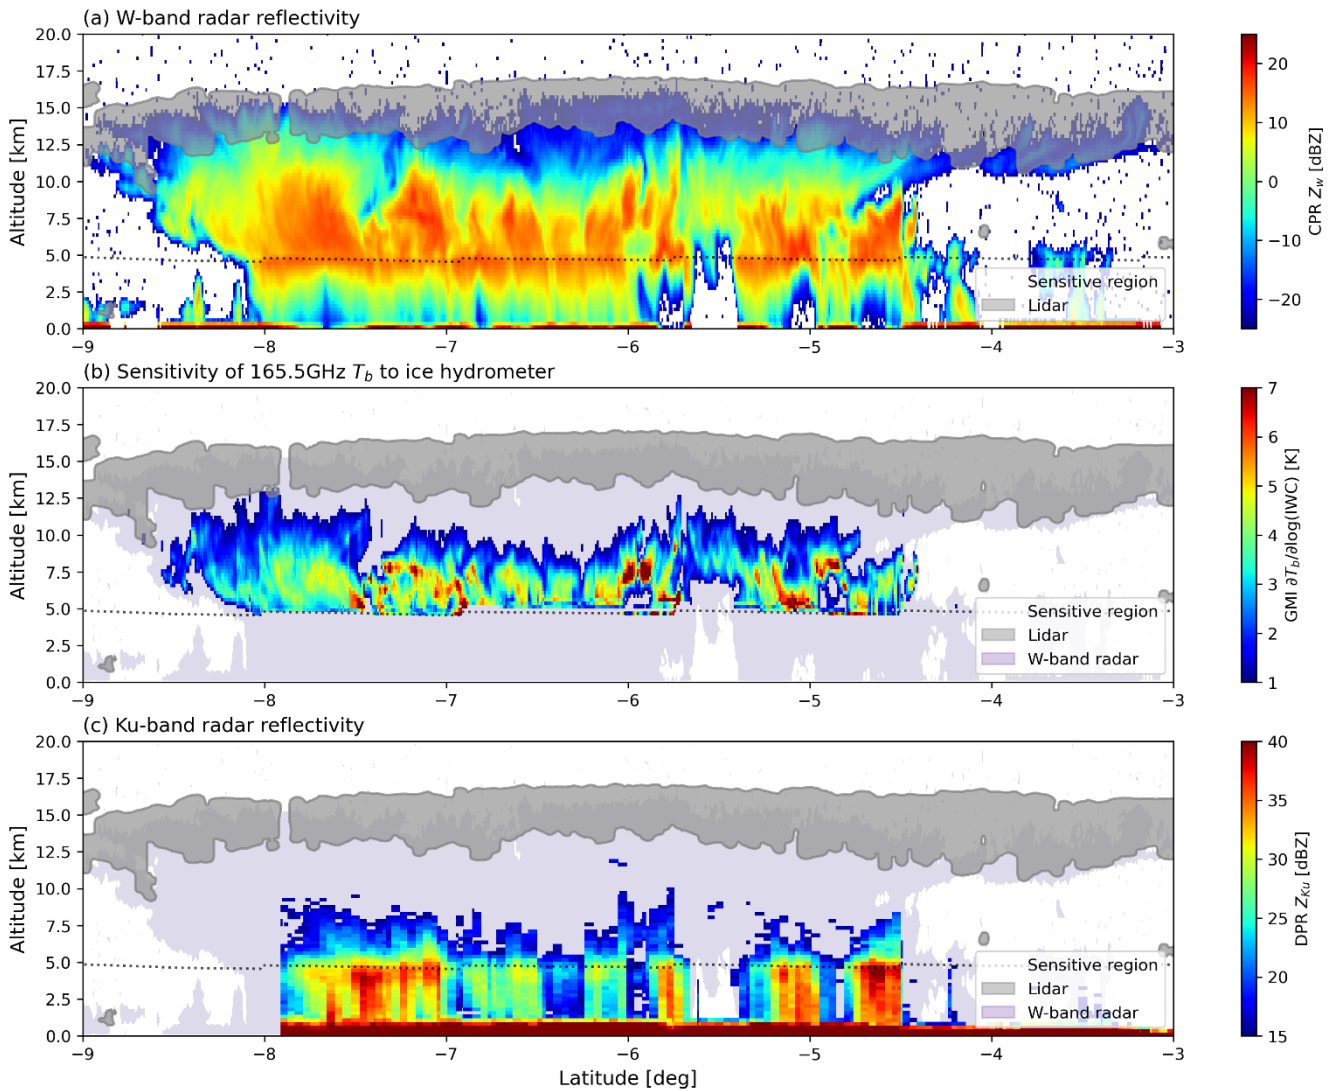 (a) W-band radar reflectivity
20.0
17.5
15.0
12.5
10.0
7.5
5.0
2.5
0.0
Altitude [km]
Sensitive region
Lidar
−9 −8 −7 −6 −5 −4 −3
20
10
0
−10
−20
CPR Z_w [dBZ]
(b) Sensitivity of 165.5GHz T_b to ice hydrometer
20.0
17.5
15.0
12.5
10.0
7.5
5.0
2.5
0.0
Altitude [km]
Sensitive region
Lidar
W-band radar
−9 −8 −7 −6 −5 −4 −3
7
6
5
4
3
2
1
GMI ∂T_b/∂log(IWC) [K]
(c) Ku-band radar reflectivity
20.0
17.5
15.0
12.5
10.0
7.5
5.0
2.5
0.0
Altitude [km]
Sensitive region
Lidar
W-band radar
−9 −8 −7 −6 −5 −4 −3
Latitude [deg]
40
35
30
25
20
15
DPR Z_Ku [dBZ]